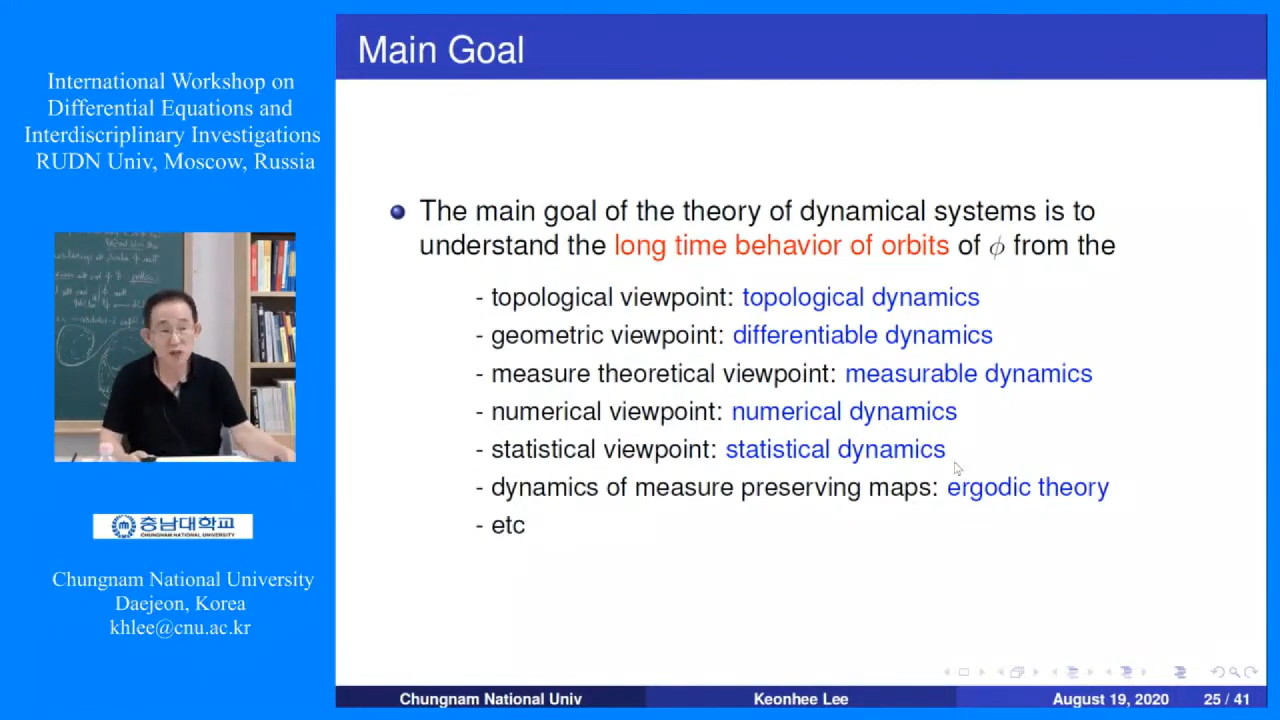 International Workshop on
Differential Equations and
Interdisciplinary Investigations
RUDN Univ, Moscow, Russia
충남대학교
CHUNGNAM NATIONAL UNIVERSITY
Chungnam National University
Daejeon, Korea
khlee@cnu.ac.kr
Main Goal
The main goal of the theory of dynamical systems is to
understand the long time behavior of orbits of ϕ from the
- topological viewpoint: topological dynamics
- geometric viewpoint: differentiable dynamics
- measure theoretical viewpoint: measurable dynamics
- numerical viewpoint: numerical dynamics
- statistical viewpoint: statistical dynamics
- dynamics of measure preserving maps: ergodic theory
- etc
Chungnam National Univ Keonhee Lee August 19, 2020 25 / 41